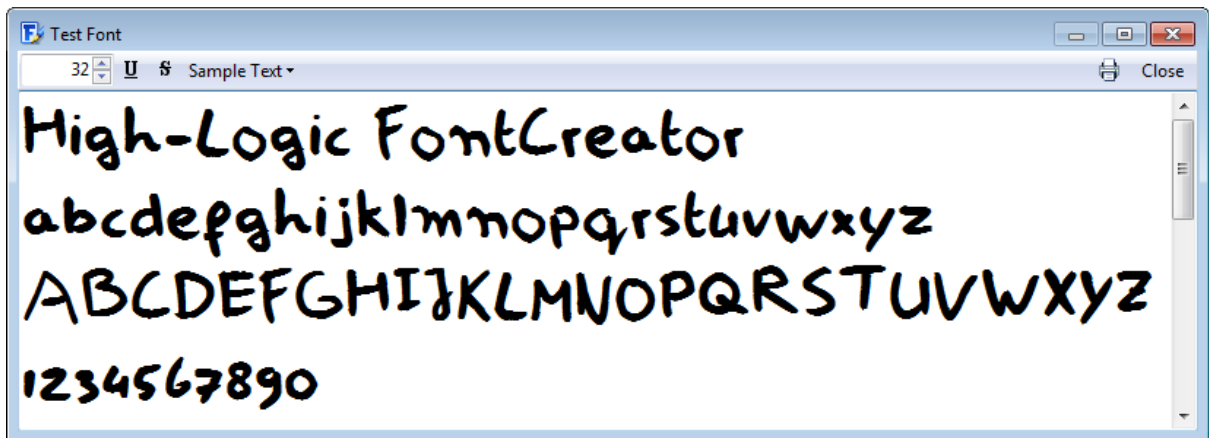 Test Font
32 U S Sample Text Close
High-Logic FontCreator
abcdefghijklmnopqrstuvwxyz
ABCDEFGHIJKLMNOPQRSTUVWXYZ
1234567890